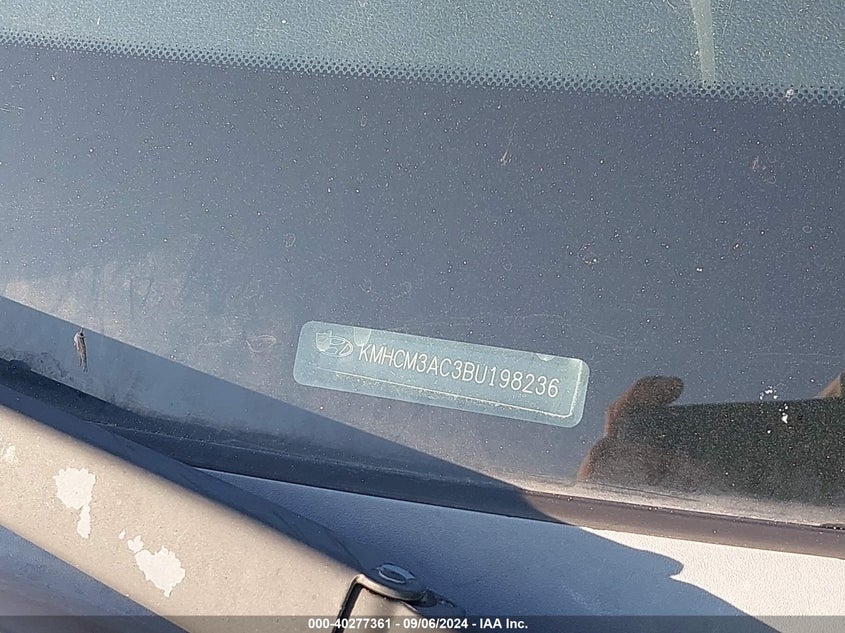 KMHCM3AC3BU198236
000-40277361 | 09/06/2024 | IAA Inc.